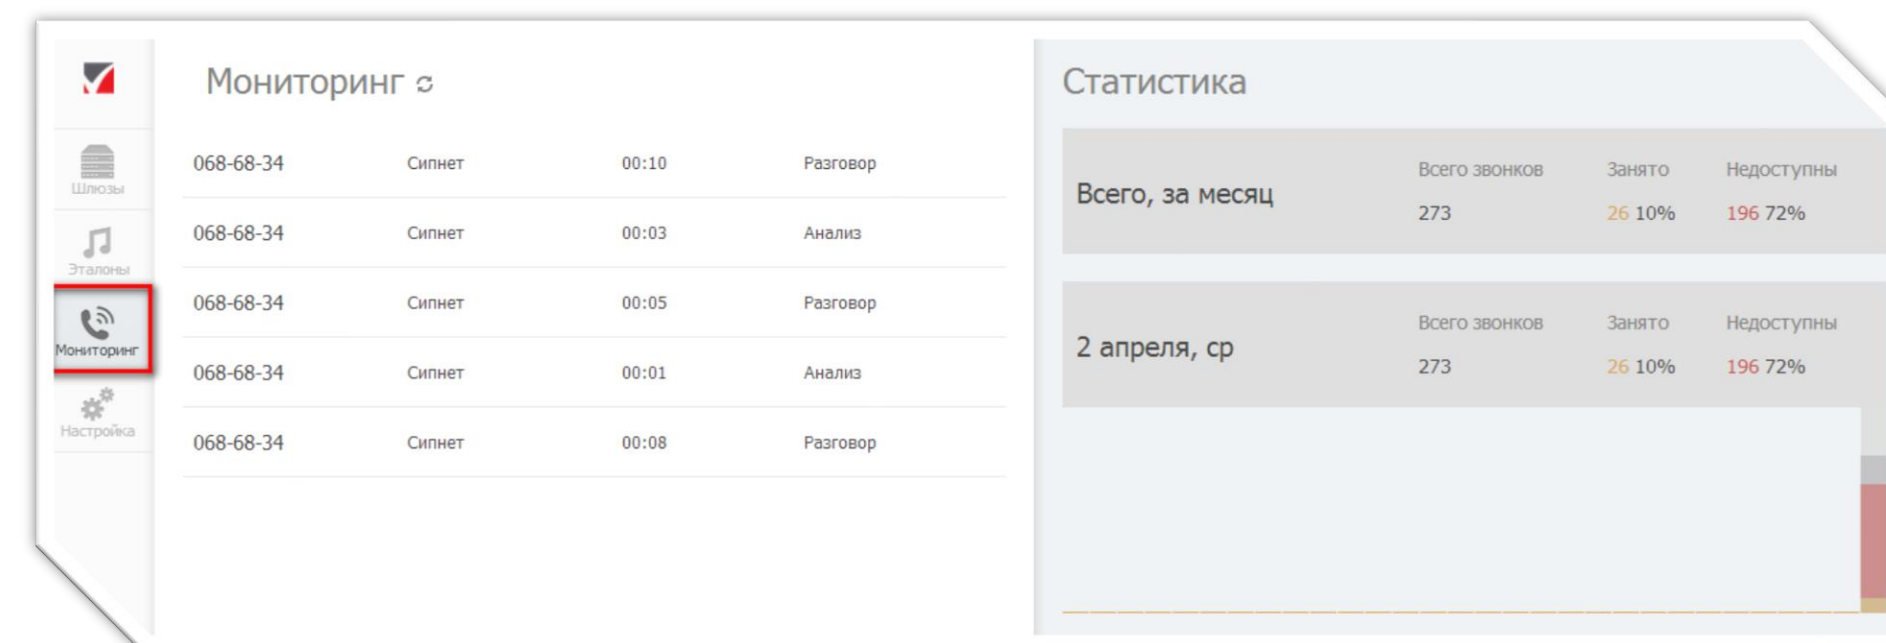 Шлюзы
Эталоны
Мониторинг
Настройка
Мониторинг
068-68-34 Сипнет 00:10 Разговор
068-68-34 Сипнет 00:03 Анализ
068-68-34 Сипнет 00:05 Разговор
068-68-34 Сипнет 00:01 Анализ
068-68-34 Сипнет 00:08 Разговор
Статистика
Всего, за месяц
Всего звонков Занято Недоступны
273 26 10% 196 72%
2 апреля, ср
Всего звонков Занято Недоступны
273 26 10% 196 72%